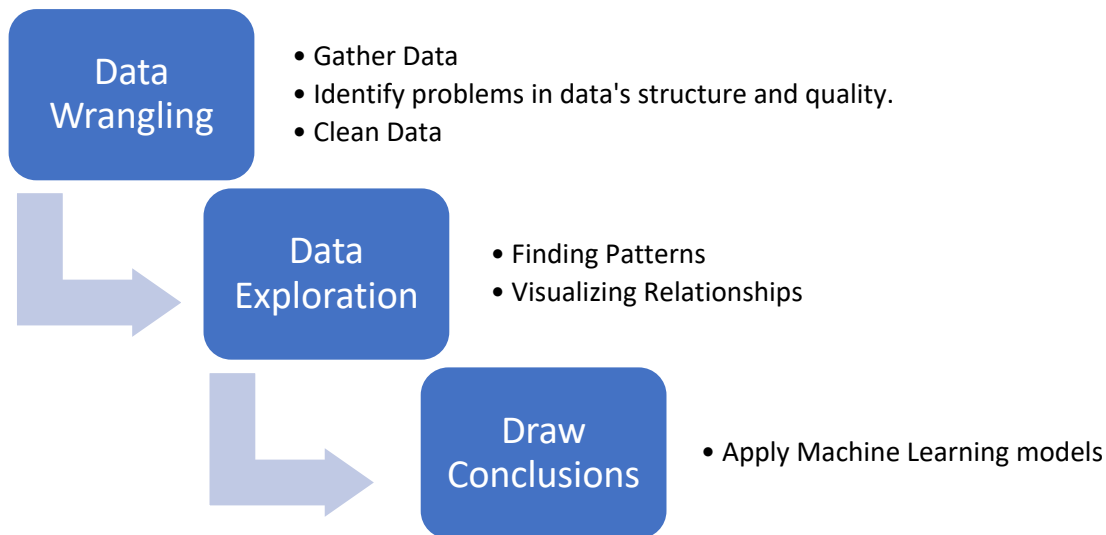 Data
Wrangling
• Gather Data
• Identify problems in data's structure and quality.
• Clean Data
Data
Exploration
• Finding Patterns
• Visualizing Relationships
Draw
Conclusions
• Apply Machine Learning models